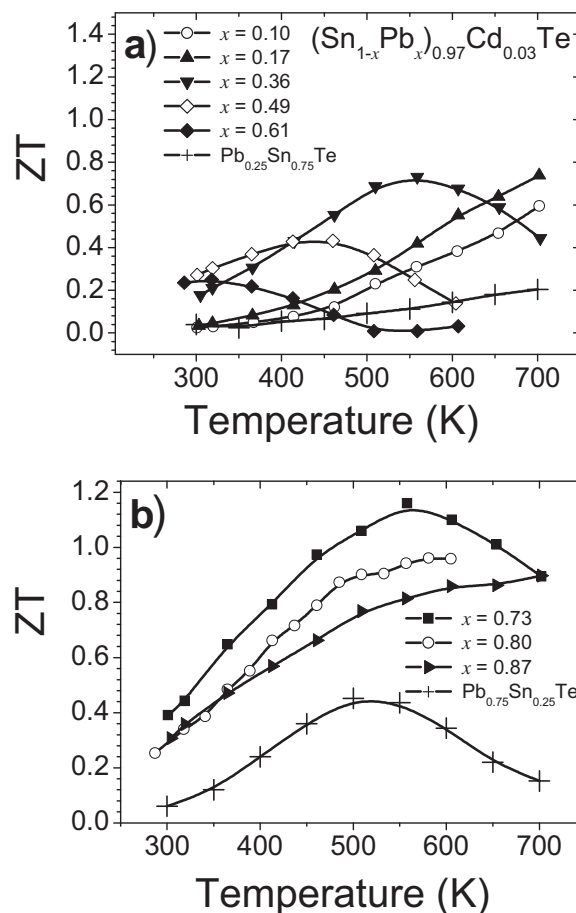 a) (Sn₁₋ₓPbₓ)₀.₉₇Cd₀.₀₃Te
x = 0.10
x = 0.17
x = 0.36
x = 0.49
x = 0.61
Pb₀.₂₅Sn₀.₇₅Te
1.4
1.2
1.0
0.8
0.6
0.4
0.2
0.0
ZT
300 400 500 600 700
Temperature (K)
b)
1.2
1.0
0.8
0.6
0.4
0.2
0.0
ZT
x = 0.73
x = 0.80
x = 0.87
Pb₀.₇₅Sn₀.₂₅Te
300 400 500 600 700
Temperature (K)